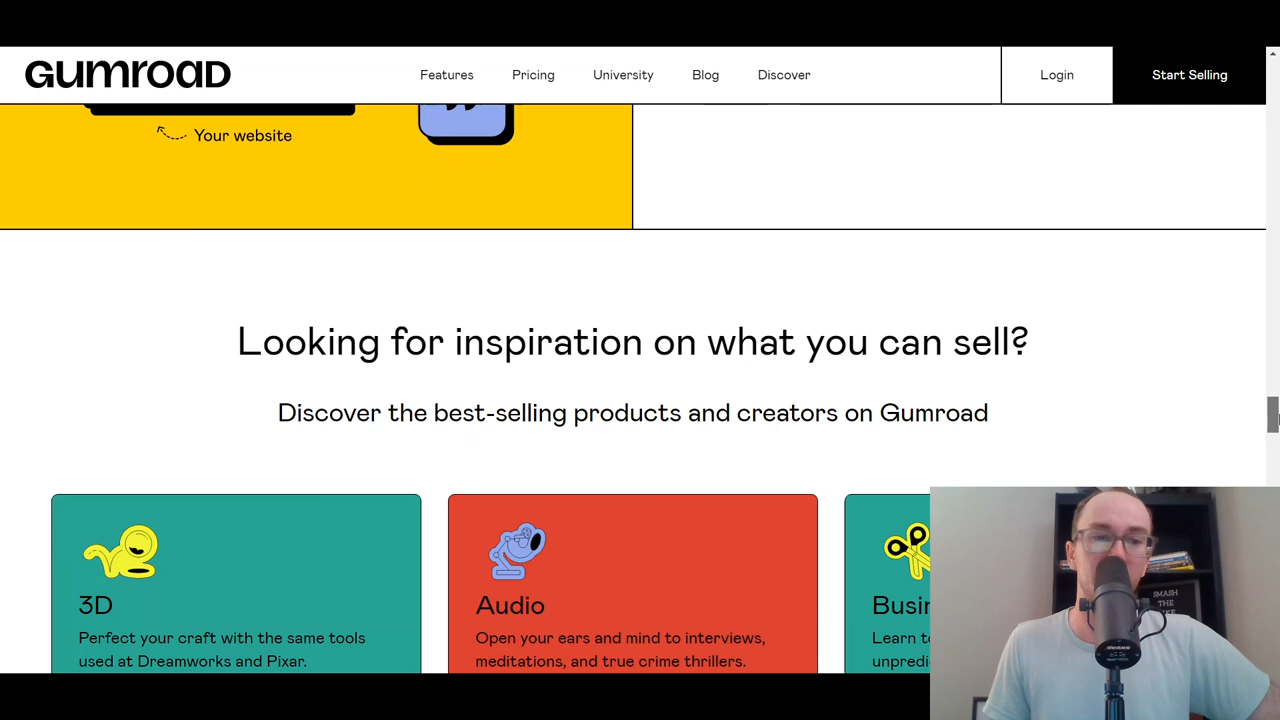 GUMROAD
Features Pricing University Blog Discover Login Start Selling
Your website
Looking for inspiration on what you can sell?
Discover the best-selling products and creators on Gumroad
3D
Perfect your craft with the same tools
used at Dreamworks and Pixar.
Audio
Open your ears and mind to interviews,
meditations, and true crime thrillers.
SMASH
THE